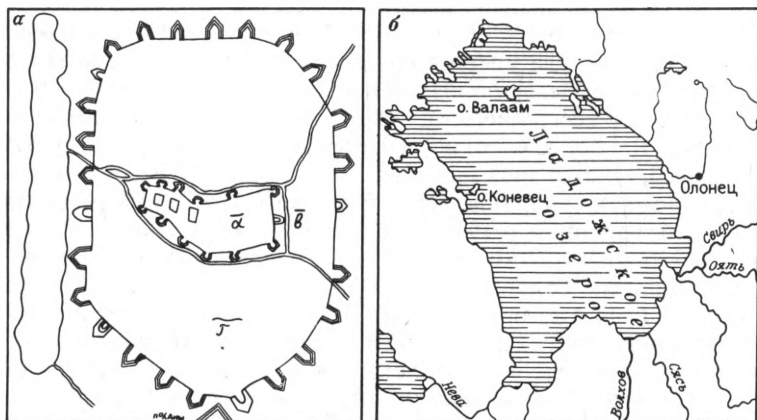 а
ᾱ
в̄
г̄
б
о. Валаам
о. Коневец
Ладожское
озеро
Олонец
Свирь
Оять
Сясь
Волхов
Нева